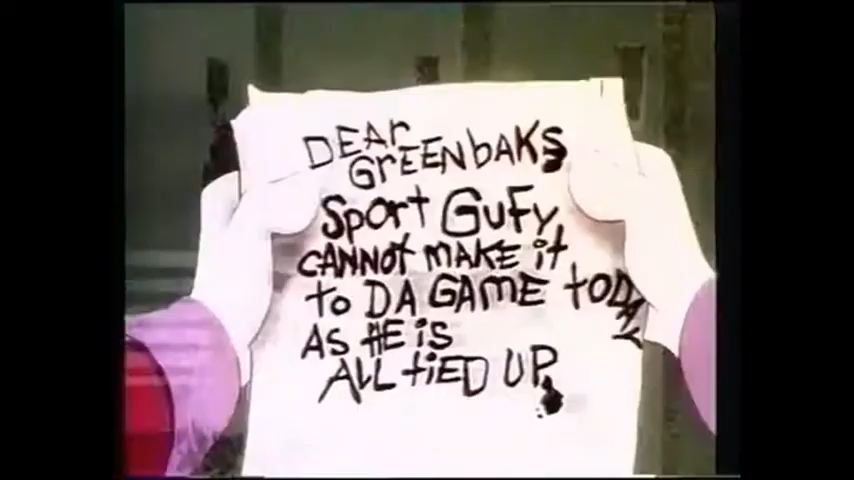 DEAr
GrEENbAKS
Sport GuFy
CANNOt MAKE it
to DA GAmE toDAY
AS HE iS
ALL tiED UP.